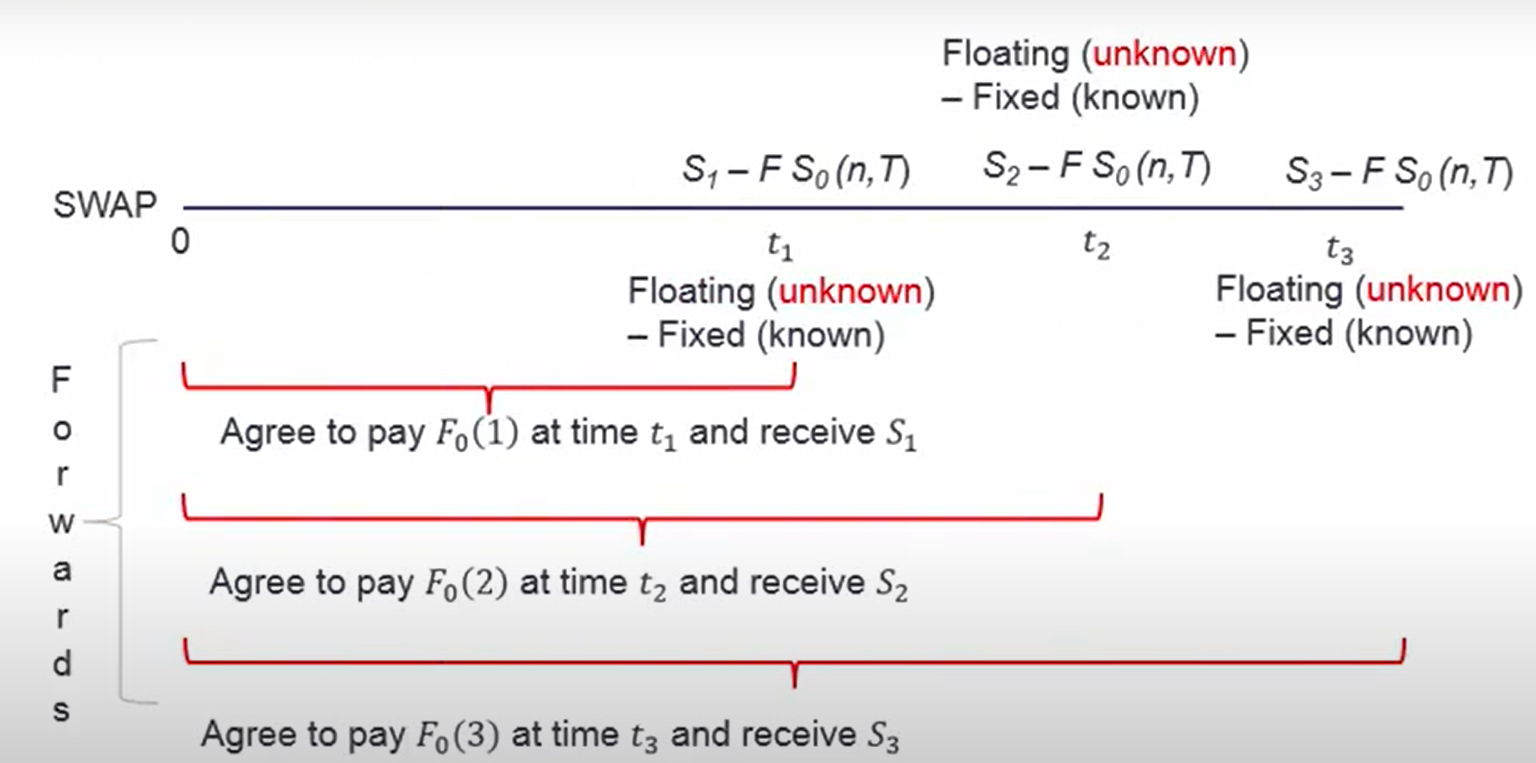 Floating (unknown)
– Fixed (known)
S₁ – F S₀ (n,T)
S₂ – F S₀ (n,T)
S₃ – F S₀ (n,T)
SWAP
0
t₁
t₂
t₃
Floating (unknown)
– Fixed (known)
Floating (unknown)
– Fixed (known)
Forwards
Agree to pay F₀(1) at time t₁ and receive S₁
Agree to pay F₀(2) at time t₂ and receive S₂
Agree to pay F₀(3) at time t₃ and receive S₃